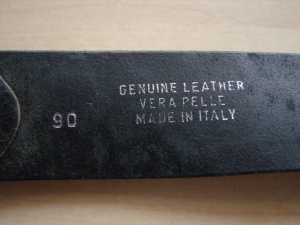 GENUINE LEATHER
VERA PELLE
90 MADE IN ITALY